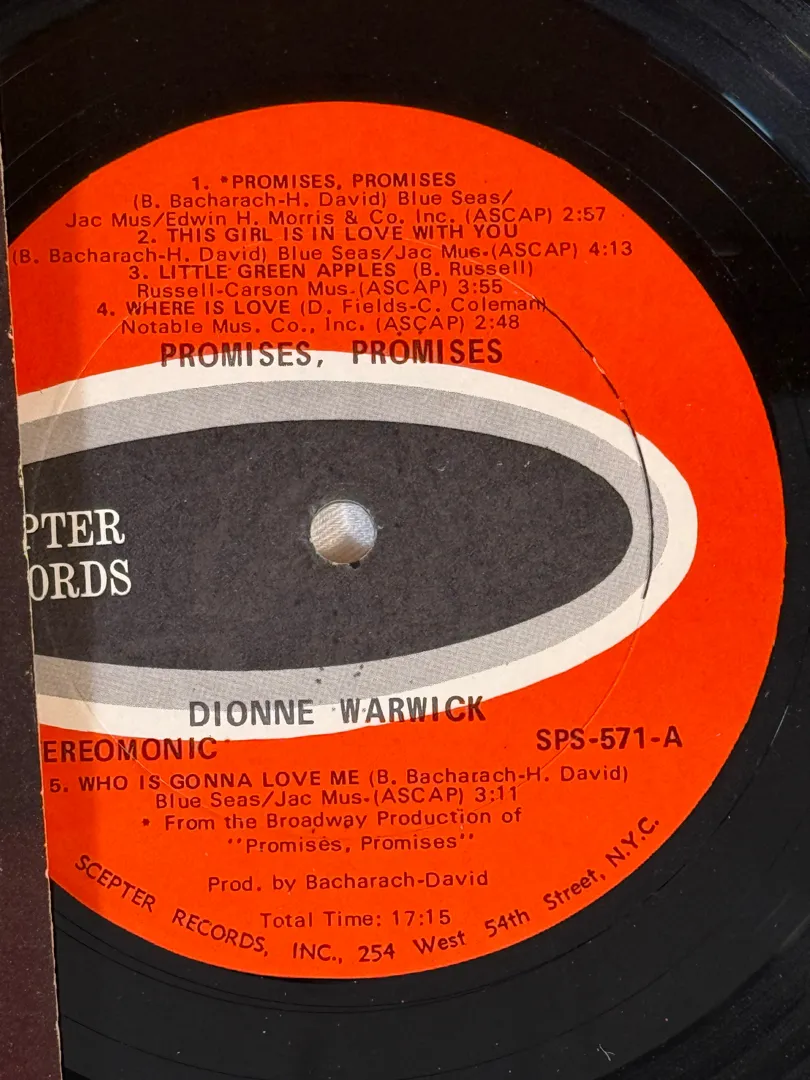 1. *PROMISES, PROMISES
(B. Bacharach-H. David) Blue Seas/
Jac Mus/Edwin H. Morris & Co. Inc. (ASCAP) 2:57
2. THIS GIRL IS IN LOVE WITH YOU
(B. Bacharach-H. David) Blue Seas/Jac Mus.(ASCAP) 4:13
3. LITTLE GREEN APPLES (B. Russell)
Russell-Carson Mus.(ASCAP) 3:55
4. WHERE IS LOVE (D. Fields-C. Coleman)
Notable Mus. Co., Inc. (ASCAP) 2:48
PROMISES, PROMISES
PTER
ORDS
DIONNE WARWICK
EREOMONIC
SPS-571-A
5. WHO IS GONNA LOVE ME (B. Bacharach-H. David)
Blue Seas/Jac Mus.(ASCAP) 3:11
* From the Broadway Production of
"Promises, Promises"
Prod. by Bacharach-David
Total Time: 17:15
SCEPTER RECORDS, INC., 254 West 54th Street, N.Y.C.